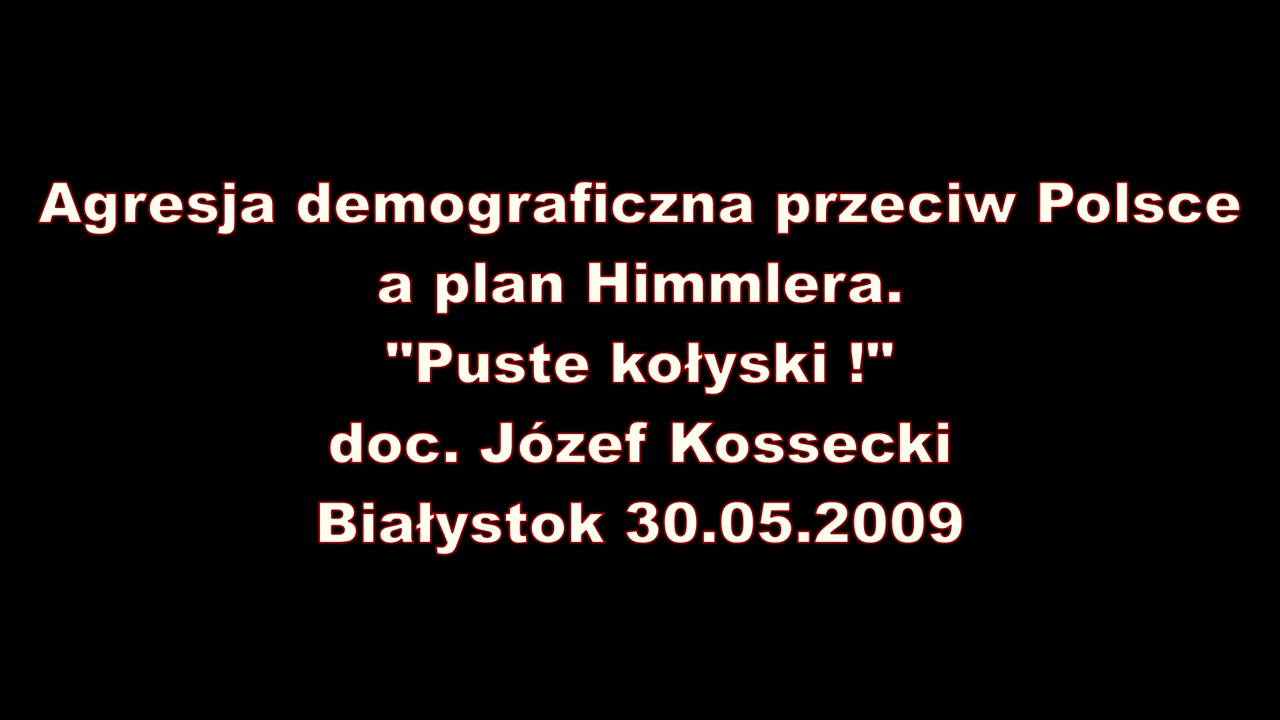 Agresja demograficzna przeciw Polsce
a plan Himmlera.
"Puste kołyski !"
doc. Józef Kossecki
Białystok 30.05.2009